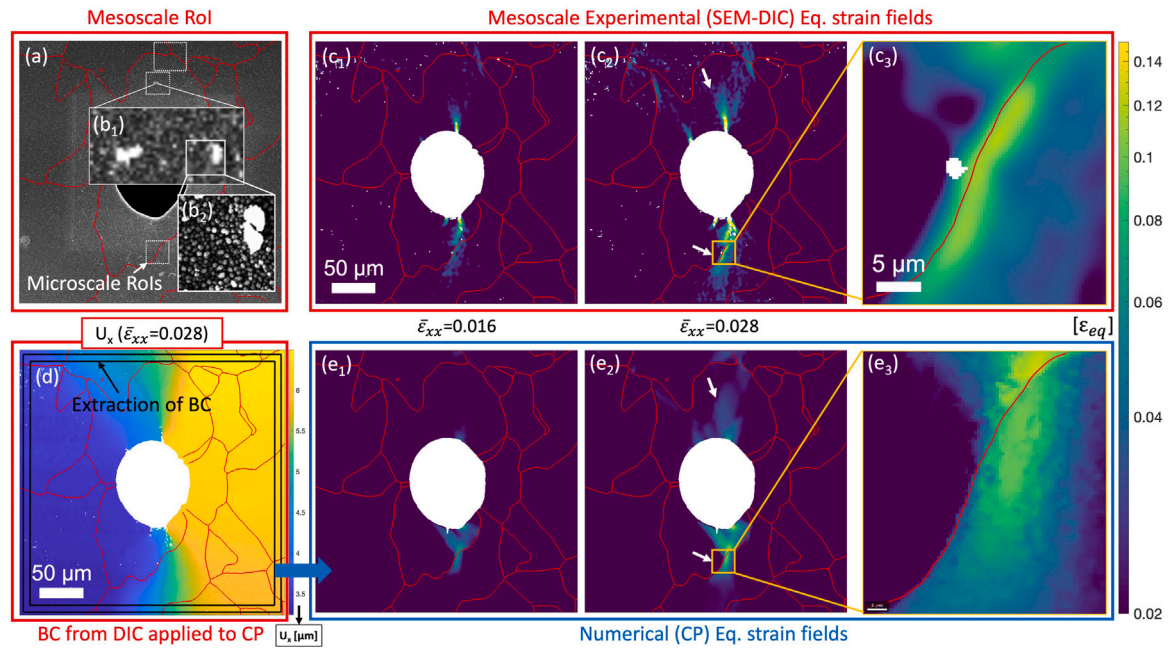 Mesoscale RoI
Mesoscale Experimental (SEM-DIC) Eq. strain fields
(a)
(b₁)
(b₂)
Microscale RoIs
(c₁)
50 μm
(c₂)
(c₃)
5 μm
0.14
0.12
0.1
0.08
0.06
0.04
0.02
Uₓ (ε̄ₓₓ=0.028)
ε̄ₓₓ=0.016
ε̄ₓₓ=0.028
[ε_eq]
(d)
Extraction of BC
50 μm
6
5.5
5
4.5
4
3.5
Uₓ [μm]
(e₁)
(e₂)
(e₃)
BC from DIC applied to CP
Numerical (CP) Eq. strain fields